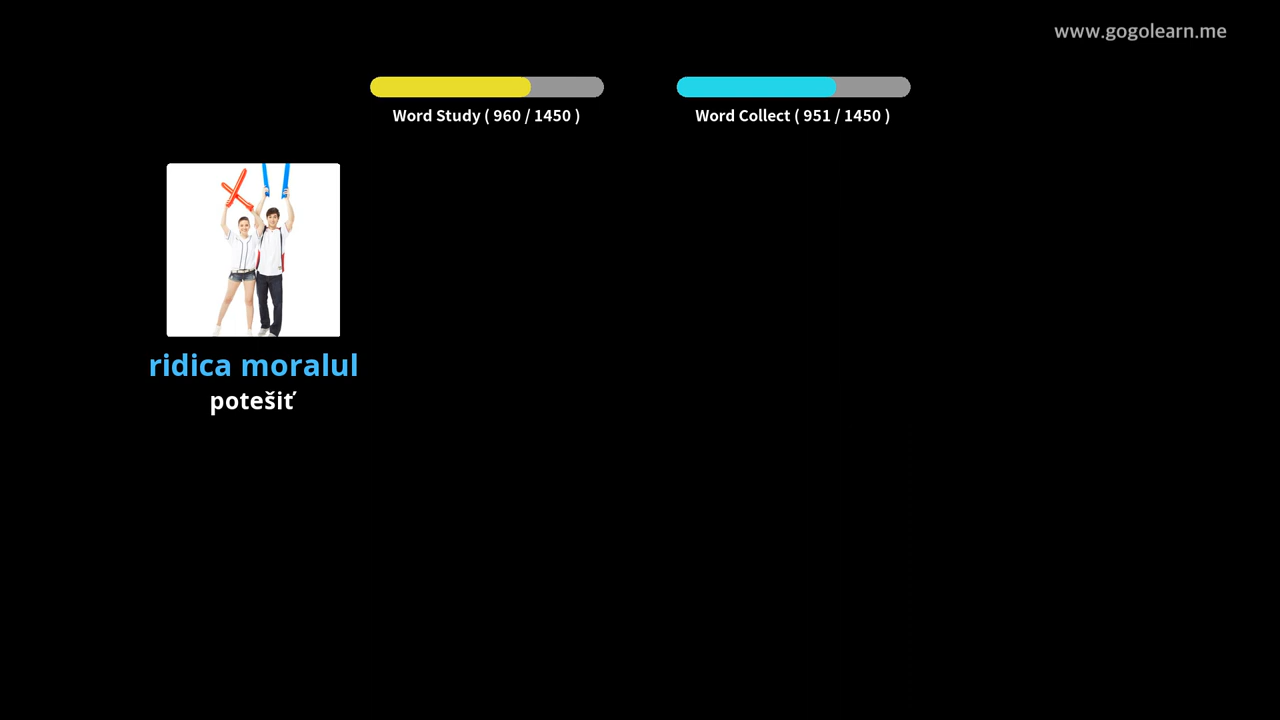 www.gogolearn.me
Word Study ( 960 / 1450 )
Word Collect ( 951 / 1450 )
ridica moralul
potešiť